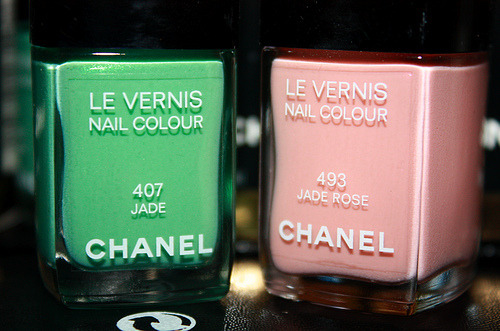 LE VERNIS
NAIL COLOUR
407
JADE
CHANEL
LE VERNIS
NAIL COLOUR
493
JADE ROSE
CHANEL